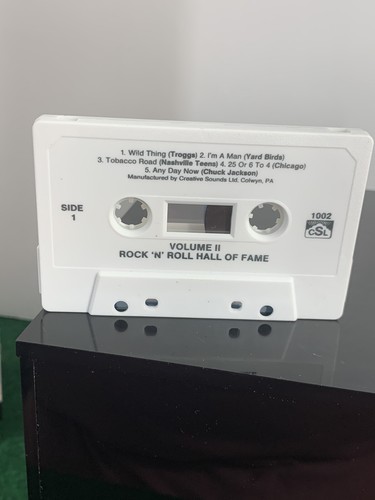 1. Wild Thing (Troggs) 2. I'm A Man (Yard Birds)
3. Tobacco Road (Nashville Teens) 4. 25 Or 6 To 4 (Chicago)
5. Any Day Now (Chuck Jackson)
Manufactured by Creative Sounds Ltd. Colwyn, PA
SIDE
1
1002
CSL
VOLUME II
ROCK 'N' ROLL HALL OF FAME